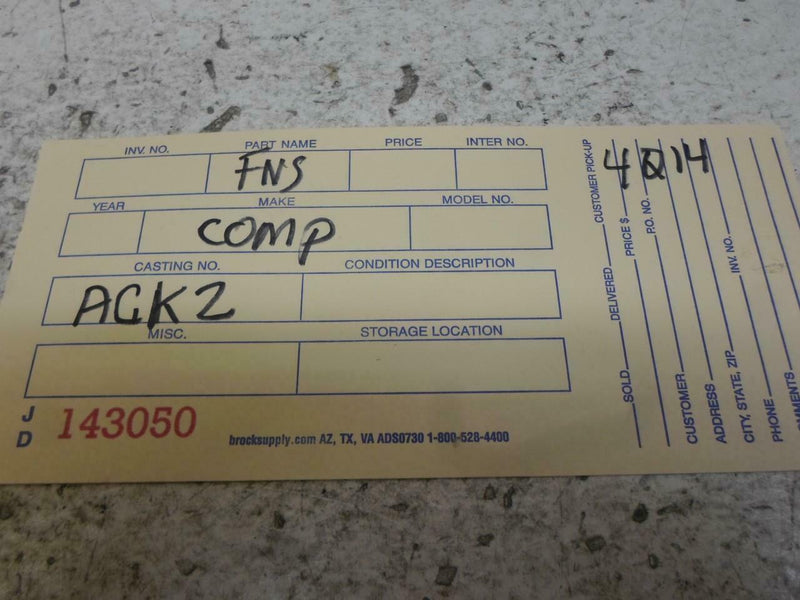 INV. NO. PART NAME PRICE INTER NO.
FNS
YEAR MAKE MODEL NO.
COMP
CASTING NO. CONDITION DESCRIPTION
MISC. STORAGE LOCATION
JD 143050
brocksupply.com AZ, TX, VA ADS0730 1-800-528-4400
SOLD DELIVERED CUSTOMER PICK-UP
PRICE $
P.O. NO.
CUSTOMER
ADDRESS
CITY, STATE, ZIP INV. NO.
PHONE